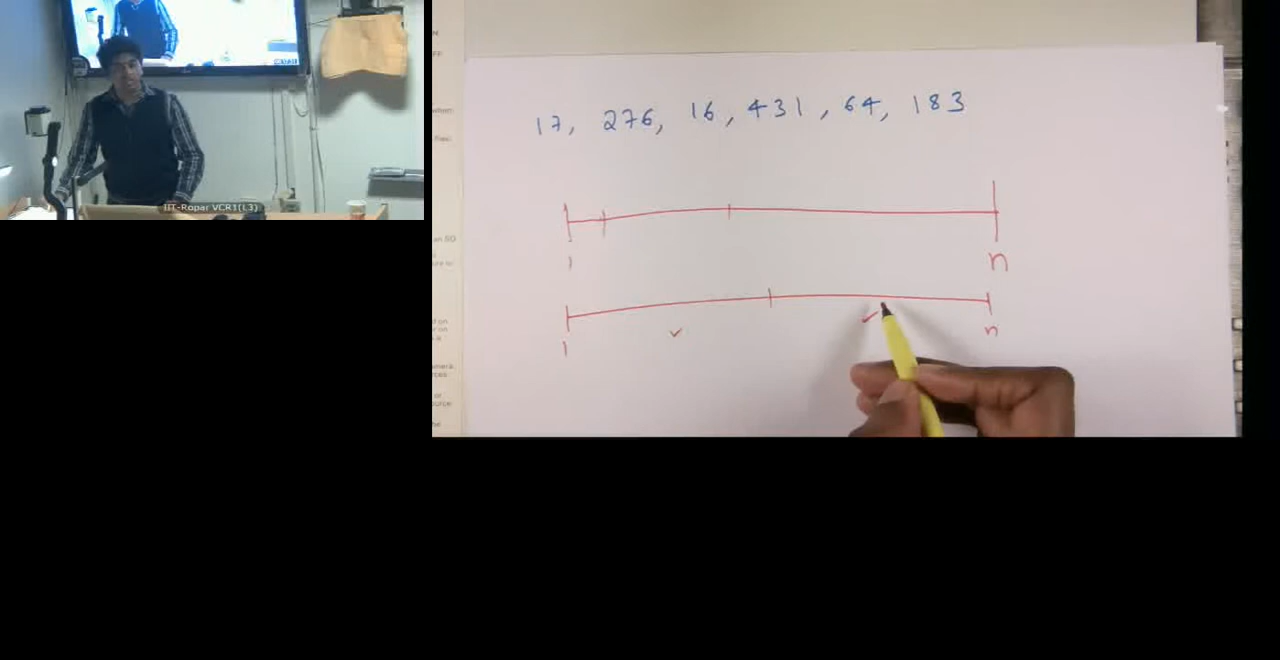 17, 276, 16, 431, 64, 183
1 n
1 n
IIT-Ropar VCR1(L3)